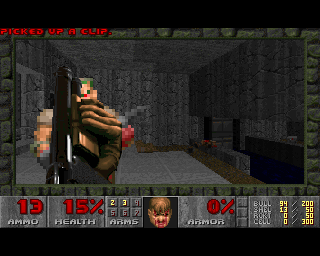 PICKED UP A CLIP.
13 15% 2 3 4 0% BULL 94 / 200
5 6 7 SHEL 13 / 50
RCKT 0 / 50
AMMO HEALTH ARMS ARMOR CELL 0 / 300